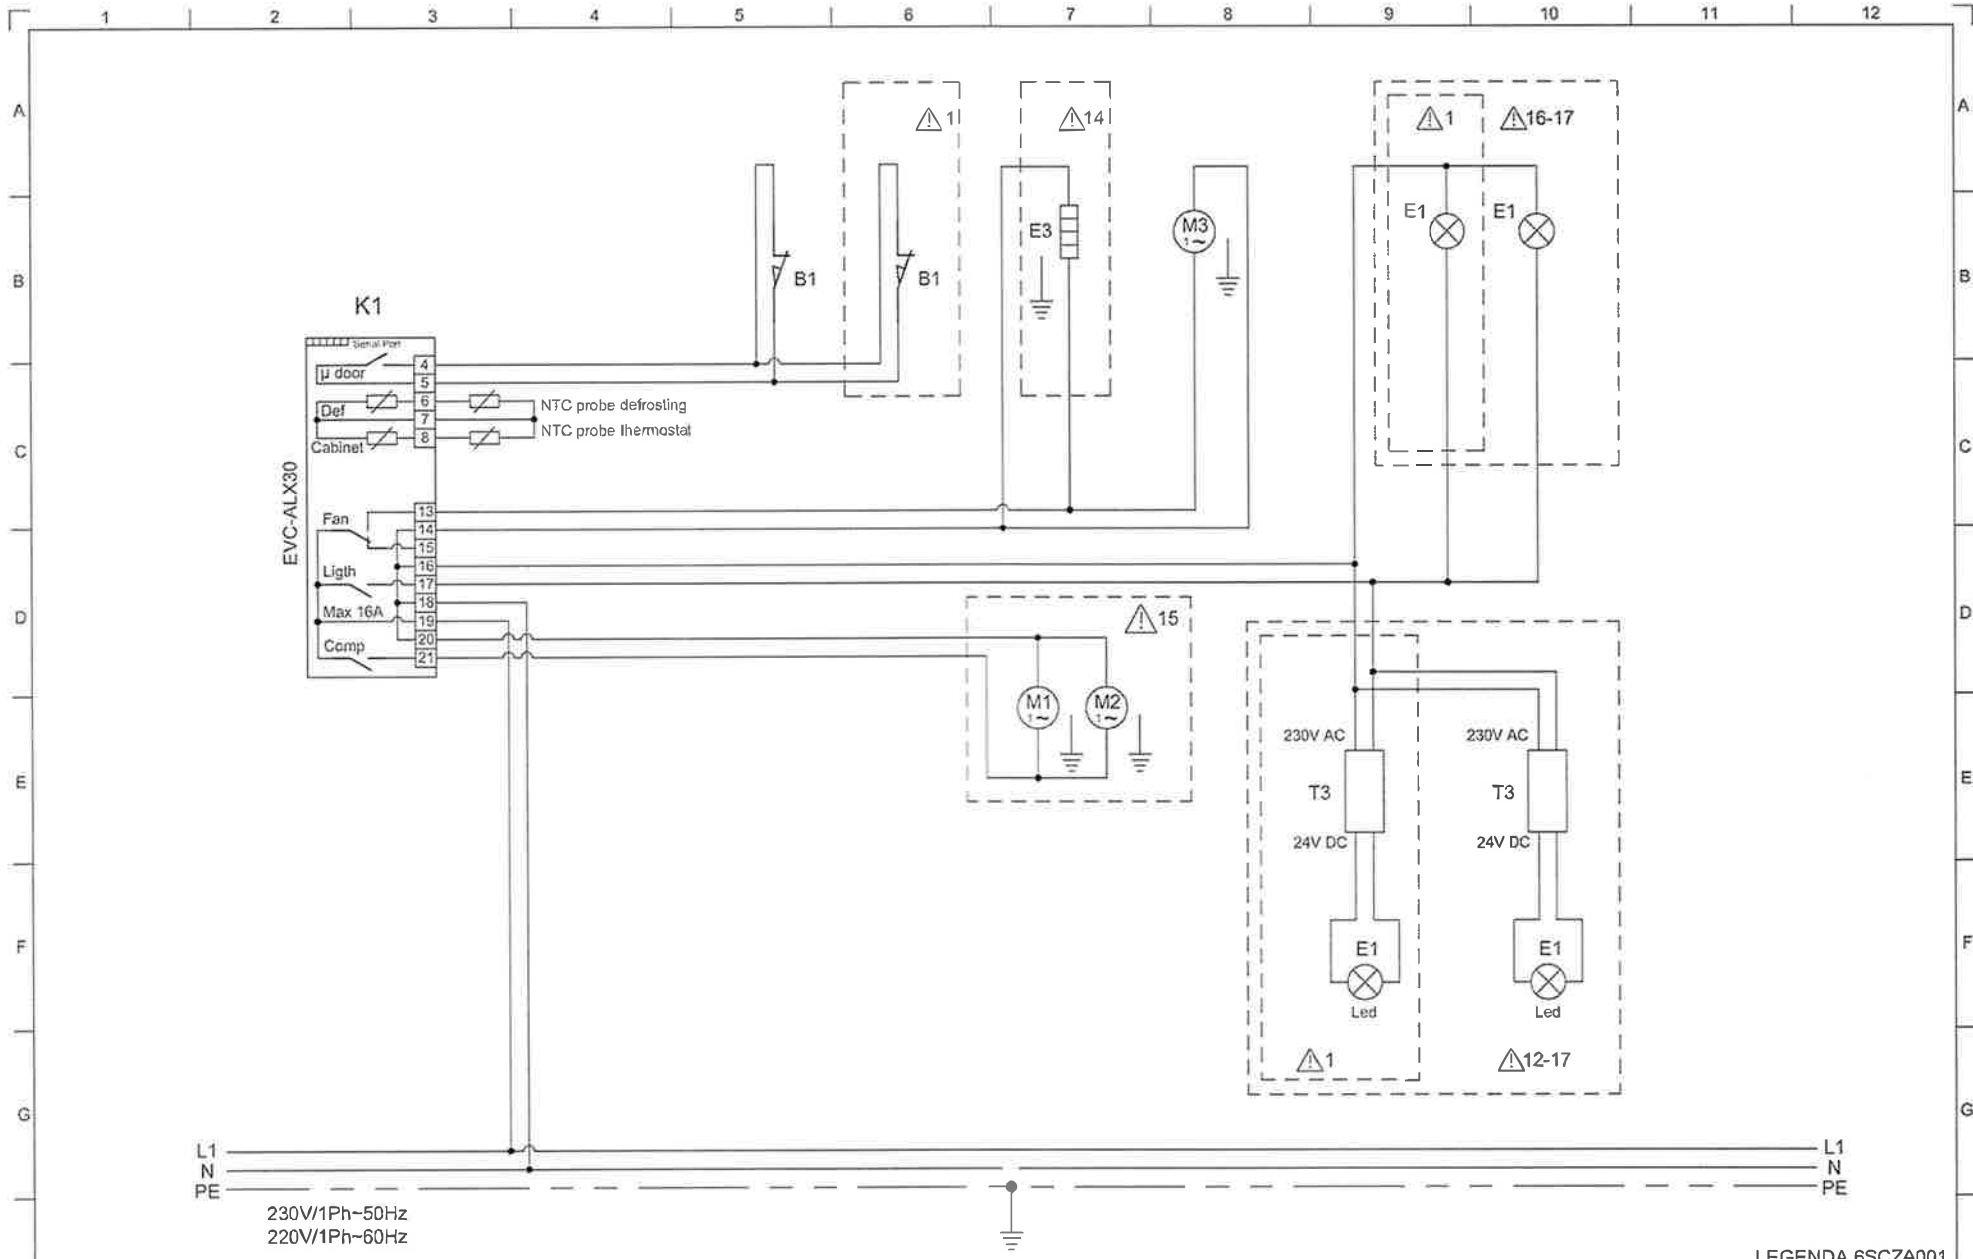 1 2 3 4 5 6 7 8 9 10 11 12
A A
1 14 1 16-17
E1 E1
E3 M3
1~
B B1 B1 B
K1
Serial Port
4
µ door 5
6 NTC probe defrosting
Def 7
8 NTC probe thermostat
Cabinet
C C
EVC-ALX30
13
Fan 14
15
16
Ligth 17
18
Max 16A 19
20
Comp 21
D D
15
M1 M2
1~ 1~
230V AC 230V AC
E T3 T3 E
24V DC 24V DC
F E1 E1 F
Led Led
1 12-17
G G
L1 L1
N N
PE PE
230V/1Ph~50Hz
220V/1Ph~60Hz
LEGENDA 6SCZA001